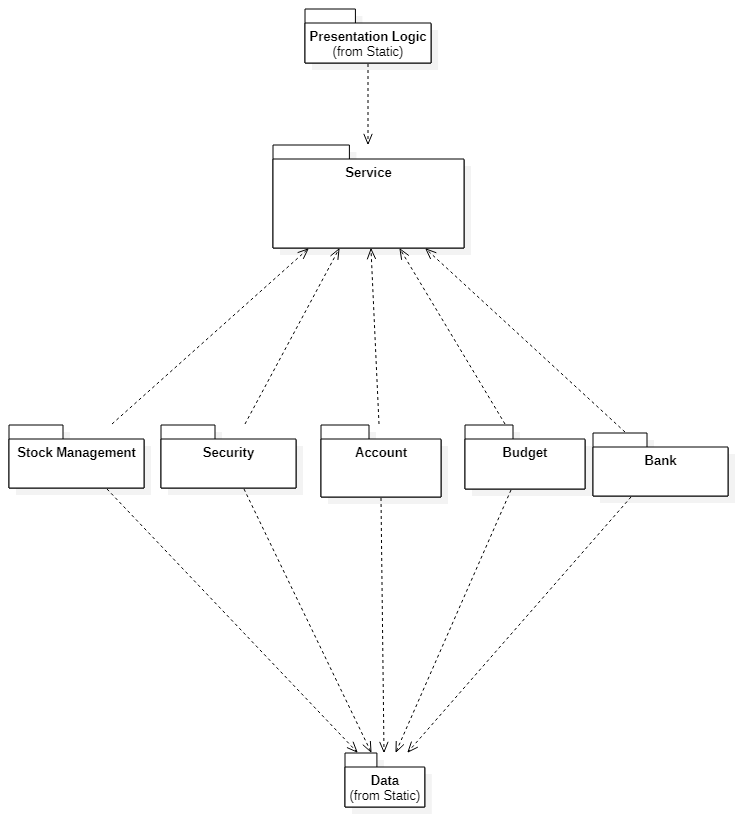 Presentation Logic
(from Static)
Service
Stock Management
Security
Account
Budget
Bank
Data
(from Static)